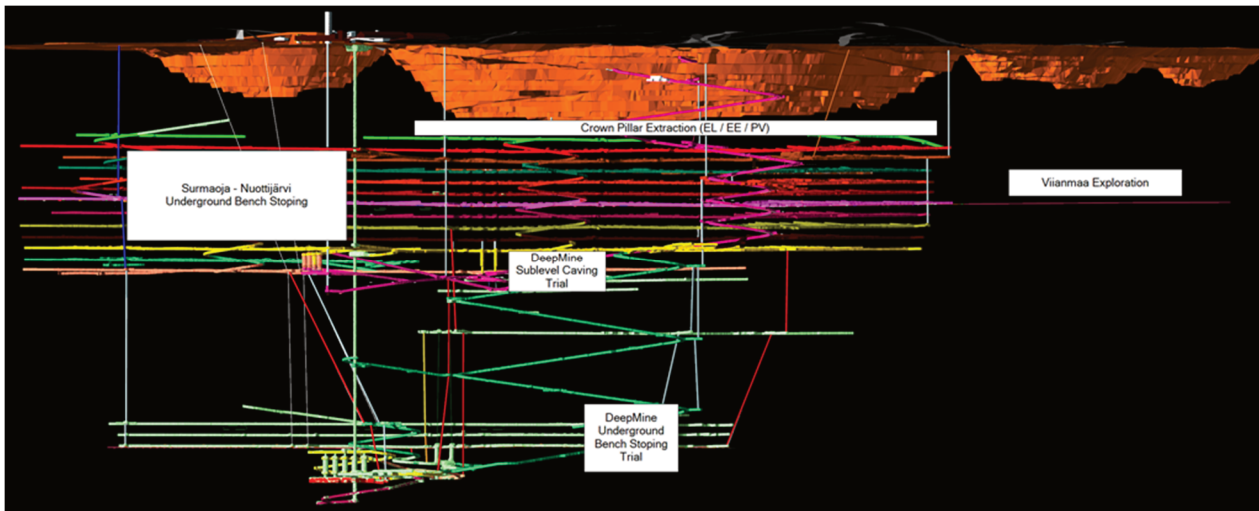 Crown Pillar Extraction (EL / EE / PV)
Surmaoja - Nuottijärvi
Underground Bench Stoping
Viianmaa Exploration
DeepMine
Sublevel Caving
Trial
DeepMine
Underground
Bench Stoping
Trial